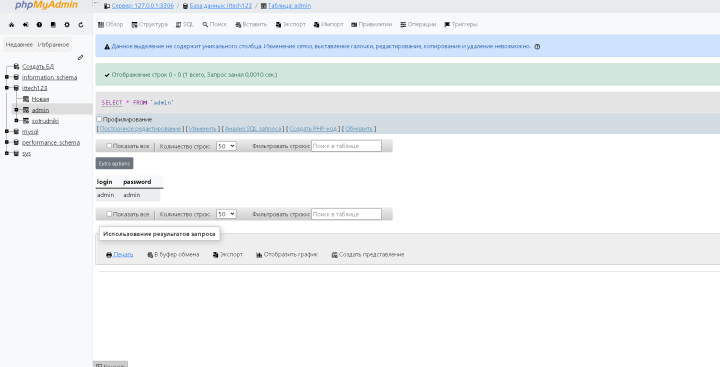 phpMyAdmin
Недавнее Избранное
Создать БД
information_schema
ittech123
Новая
admin
sotrudniki
mysql
performance_schema
sys
Сервер: 127.0.0.1:3306 / База данных: ittech123 / Таблица: admin
Обзор Структура SQL Поиск Вставить Экспорт Импорт Привилегии Операции Триггеры
Данное выделение не содержит уникального столбца. Изменение сетки, выставление галочки, редактирование, копирование и удаление невозможно.
Отображение строк 0 - 0 (1 всего, Запрос занял 0,0010 сек.)
SELECT * FROM `admin`
Профилирование
[ Построчное редактирование ] [ Изменить ] [ Анализ SQL запроса ] [ Создать PHP-код ] [ Обновить ]
Показать все Количество строк: 50 Фильтровать строки: Поиск в таблице
Extra options
login password
admin admin
Показать все Количество строк: 50 Фильтровать строки: Поиск в таблице
Использование результатов запроса
Печать В буфер обмена Экспорт Отобразить график Создать представление